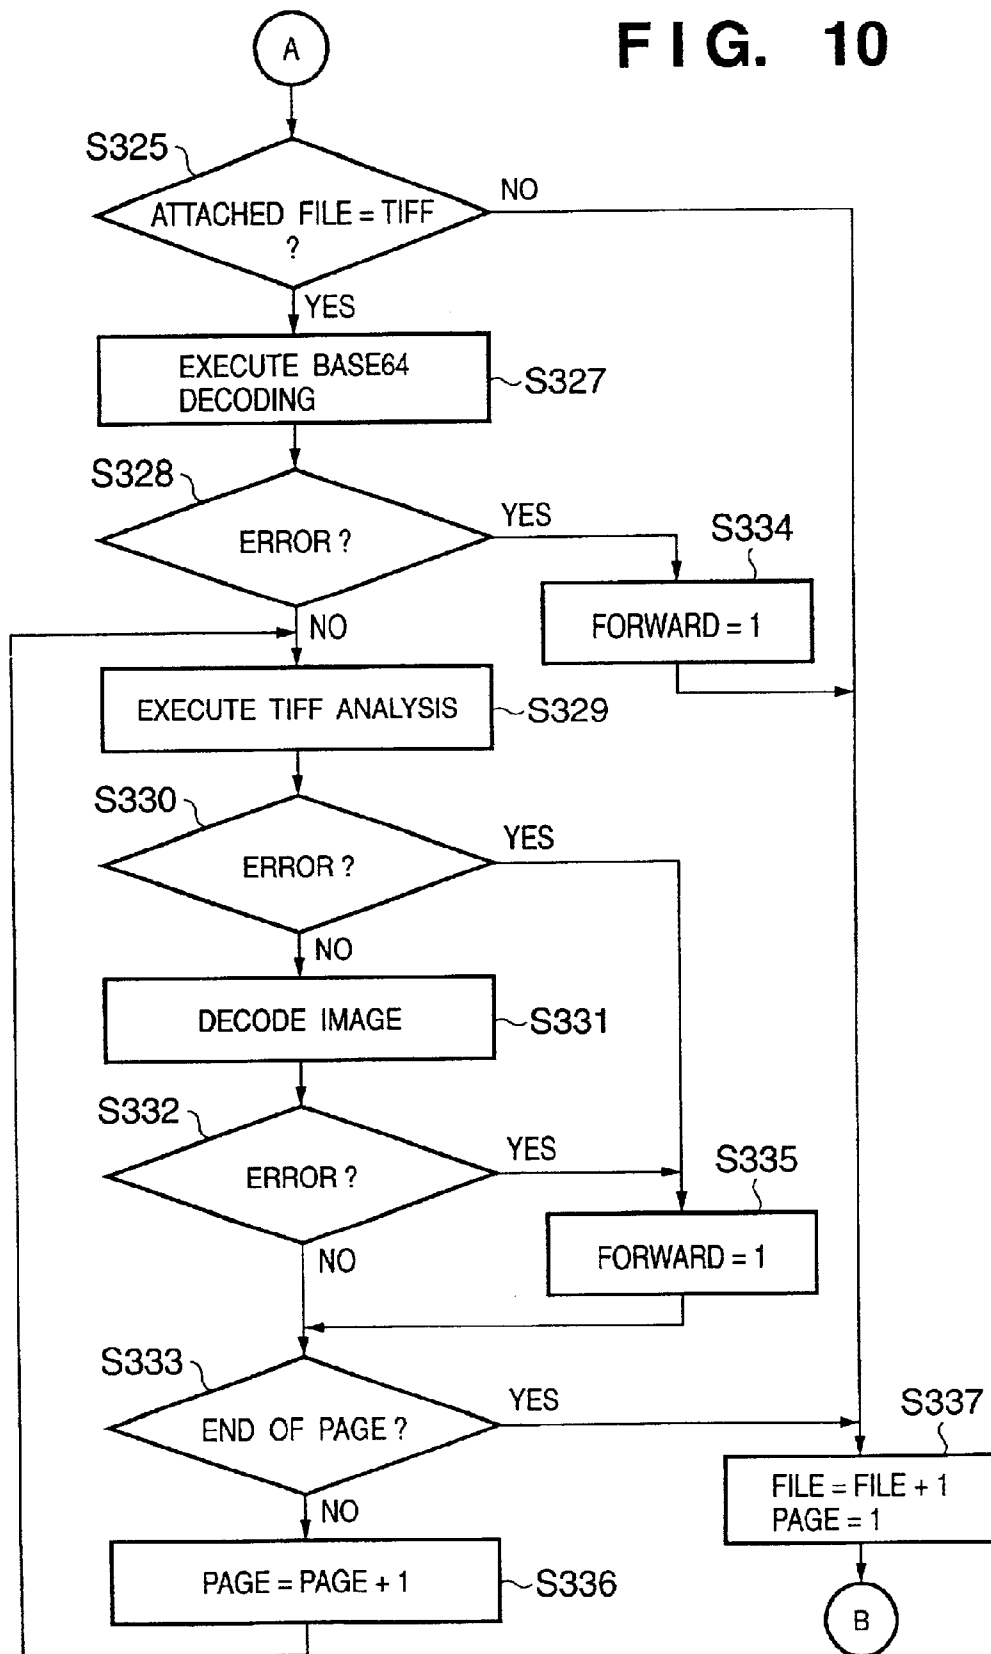 FIG. 10
A
S325
ATTACHED FILE = TIFF
?
NO
YES
EXECUTE BASE64
DECODING
S327
S328
ERROR ?
YES
S334
FORWARD = 1
NO
EXECUTE TIFF ANALYSIS
S329
S330
ERROR ?
YES
NO
DECODE IMAGE
S331
S332
ERROR ?
YES
S335
FORWARD = 1
NO
S333
END OF PAGE ?
YES
S337
FILE = FILE + 1
PAGE = 1
NO
PAGE = PAGE + 1
S336
B